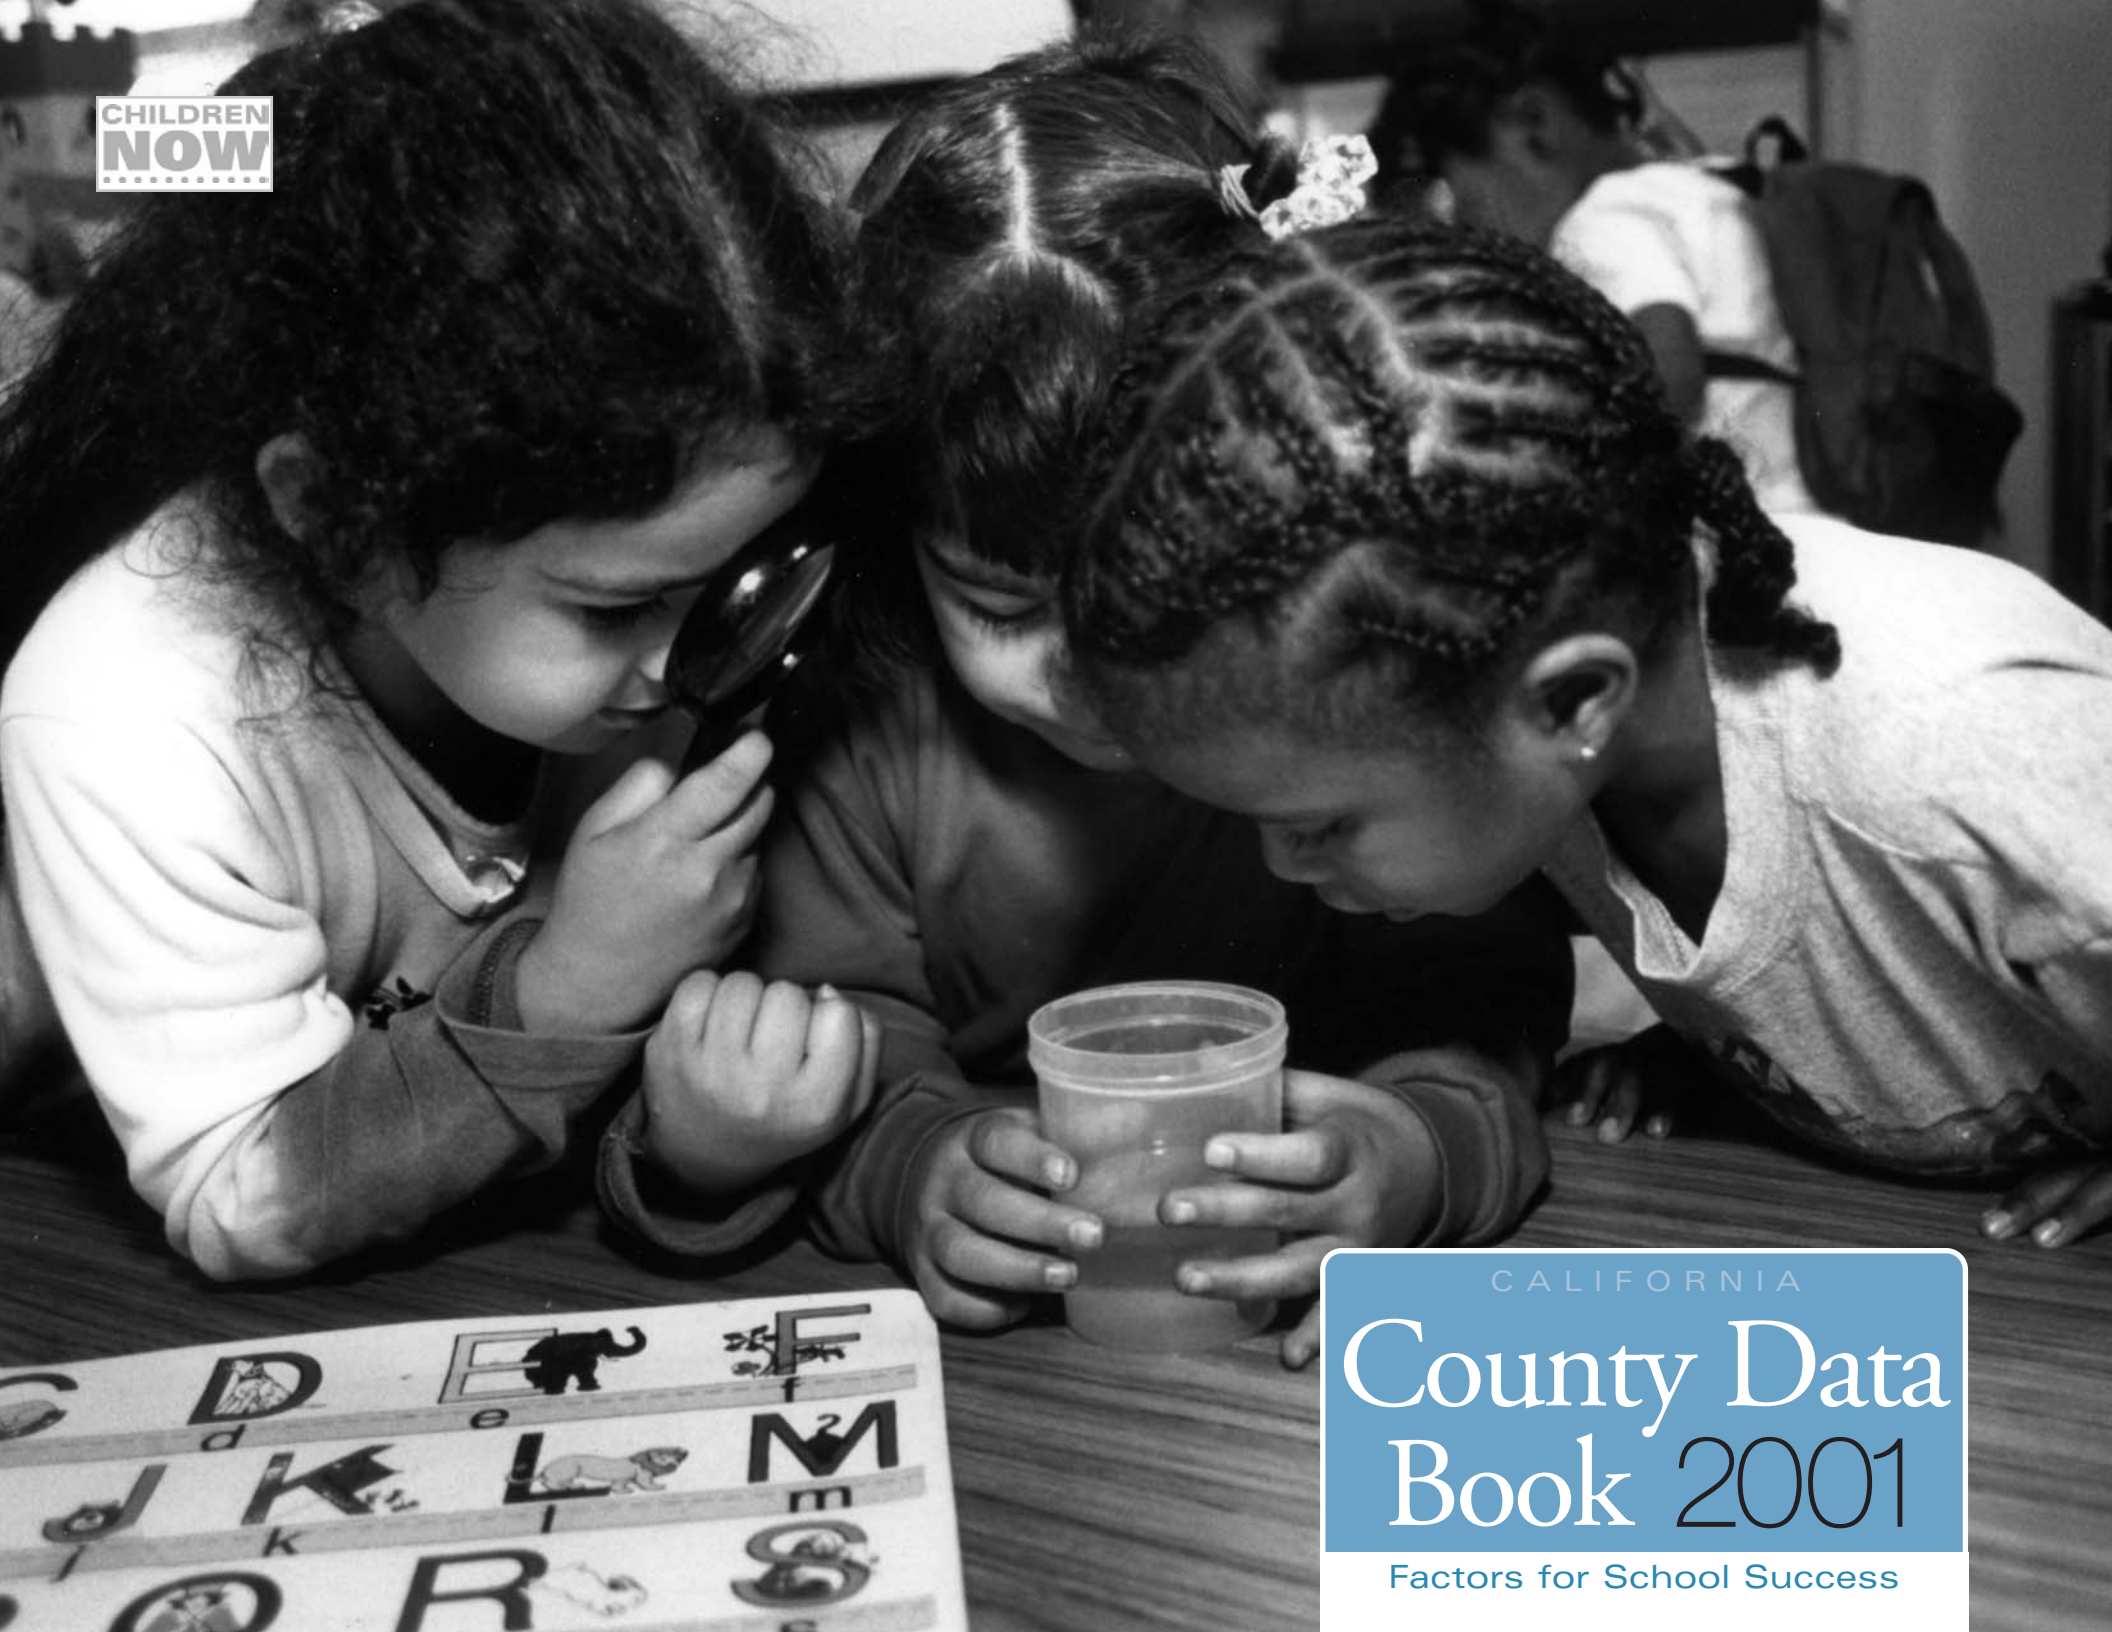 CHILDREN
NOW
CALIFORNIA
County Data
Book 2001
Factors for School Success
C D E F
d e f
J K L M
j k l m
Q R S
s